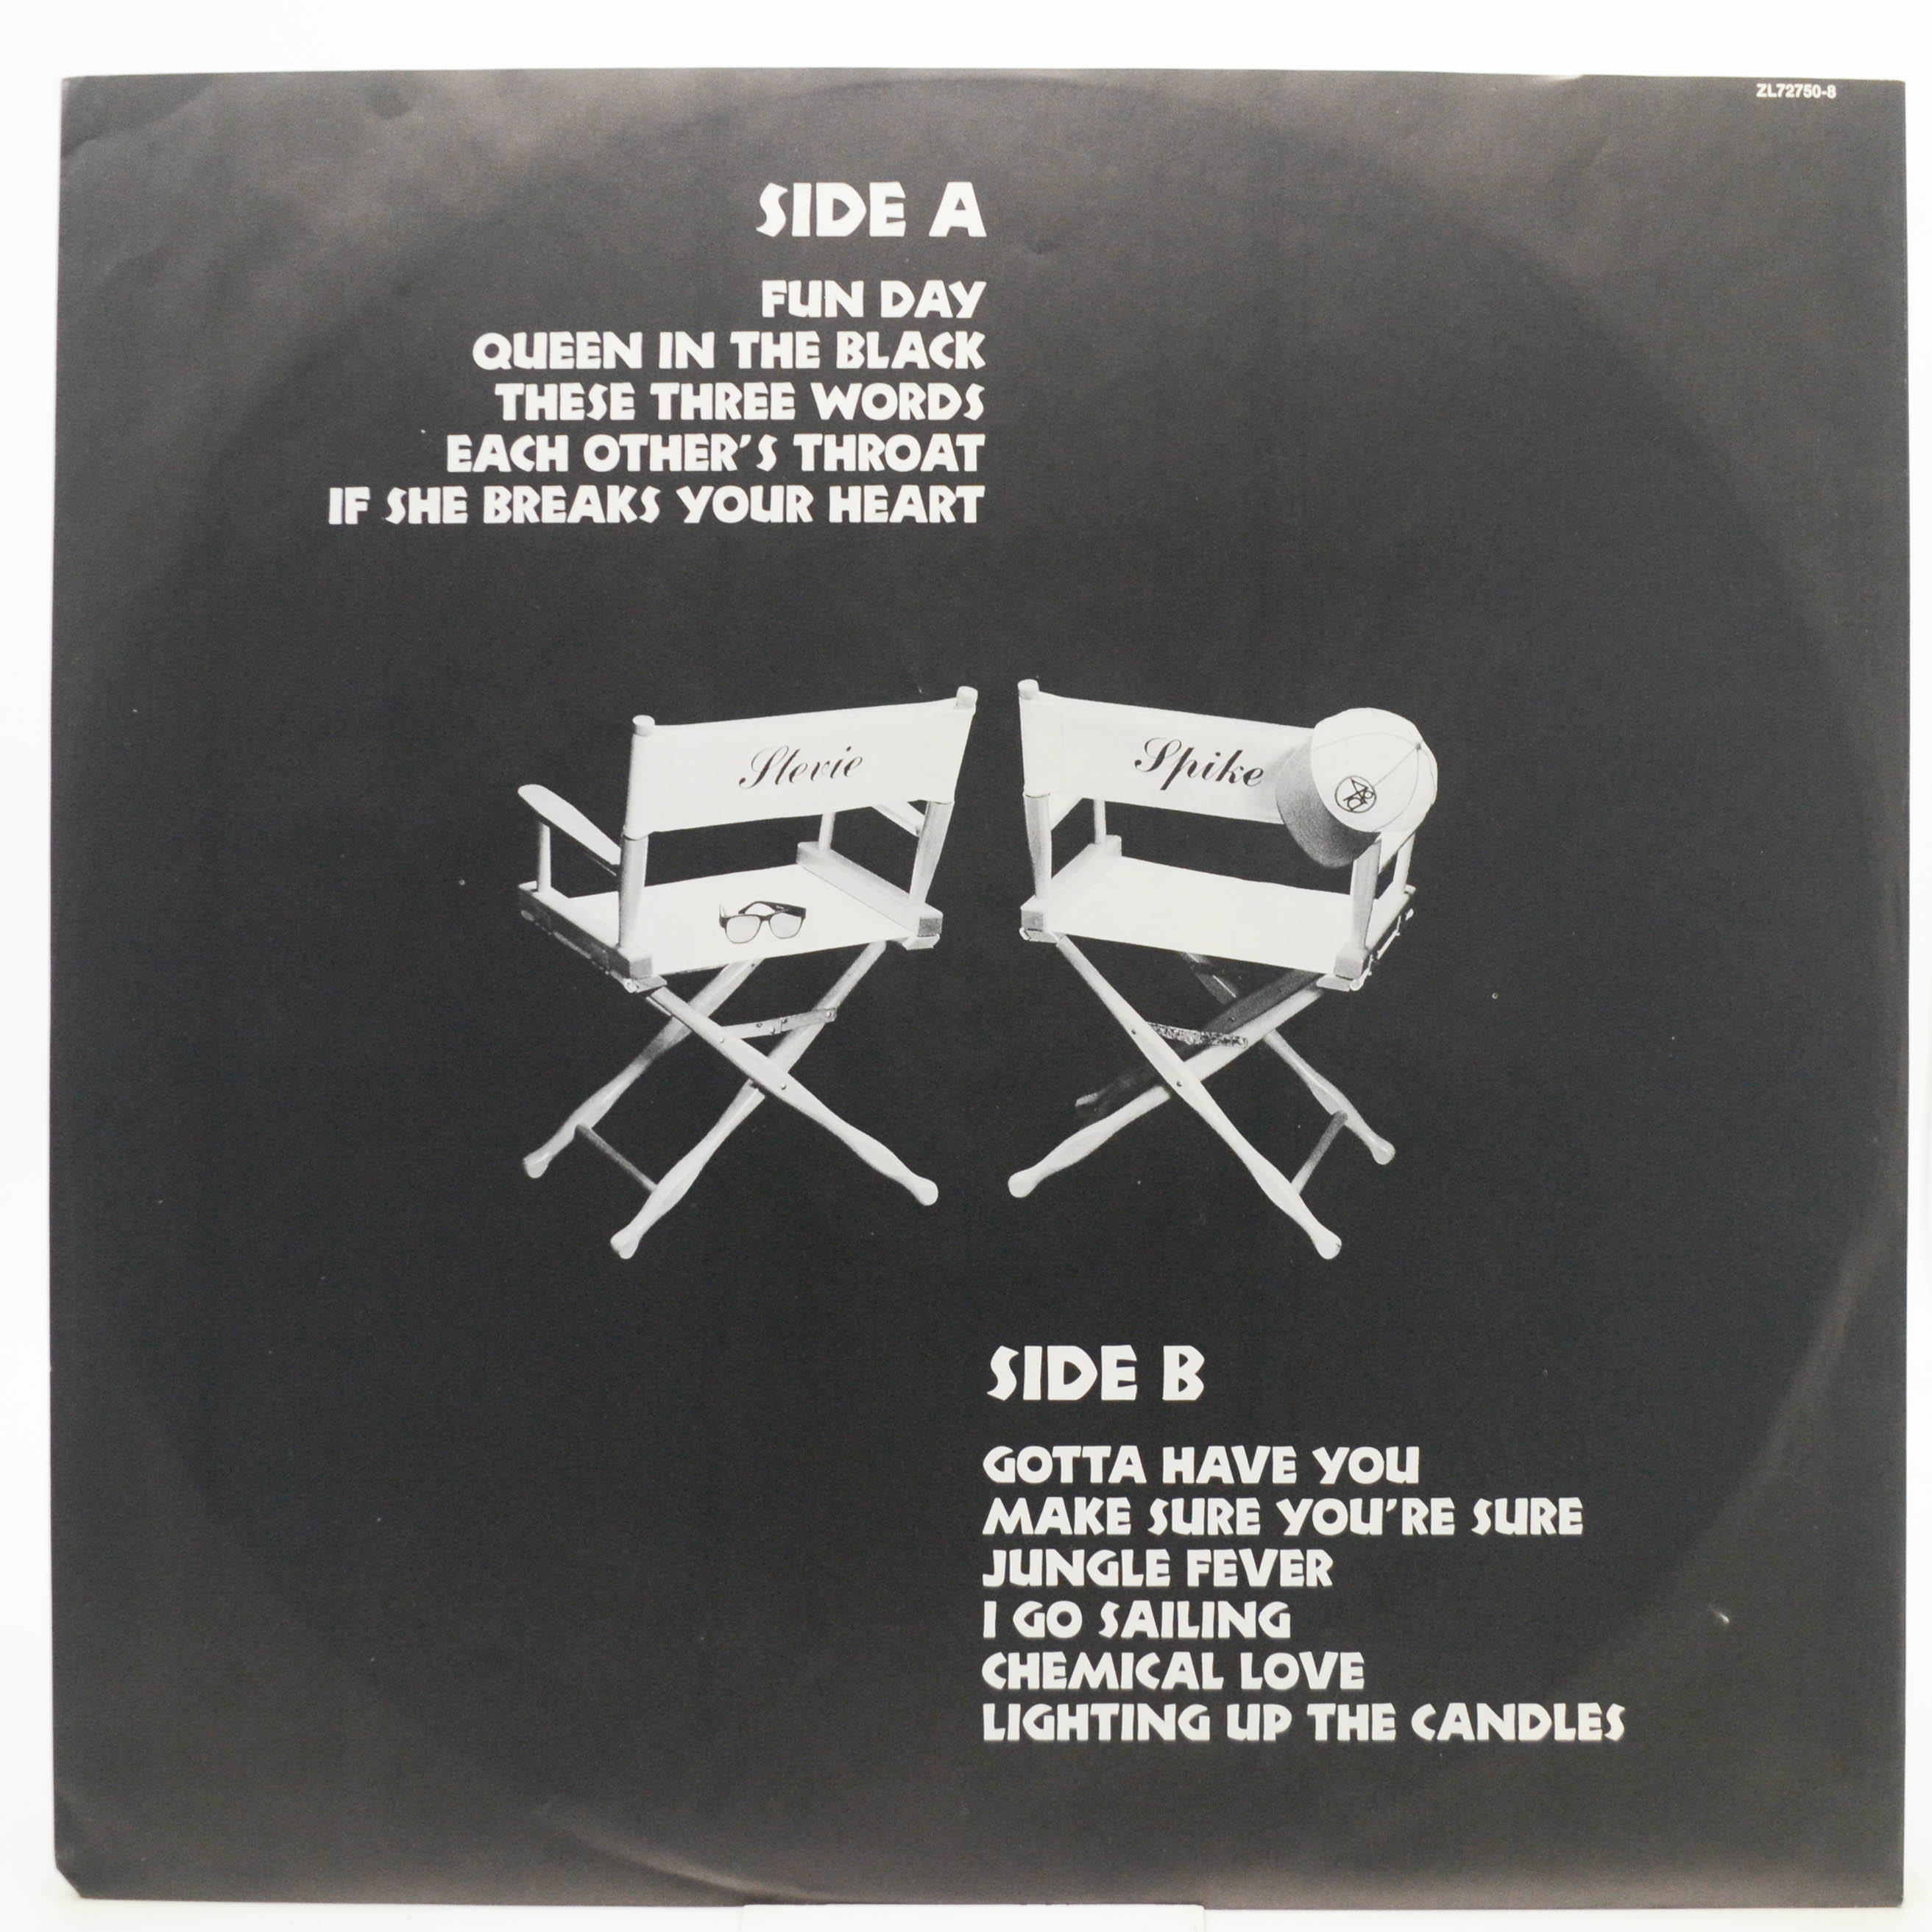 ZL72750-8
SIDE A
FUN DAY
QUEEN IN THE BLACK
THESE THREE WORDS
EACH OTHER'S THROAT
IF SHE BREAKS YOUR HEART
Stevie
Spike
SIDE B
GOTTA HAVE YOU
MAKE SURE YOU'RE SURE
JUNGLE FEVER
I GO SAILING
CHEMICAL LOVE
LIGHTING UP THE CANDLES